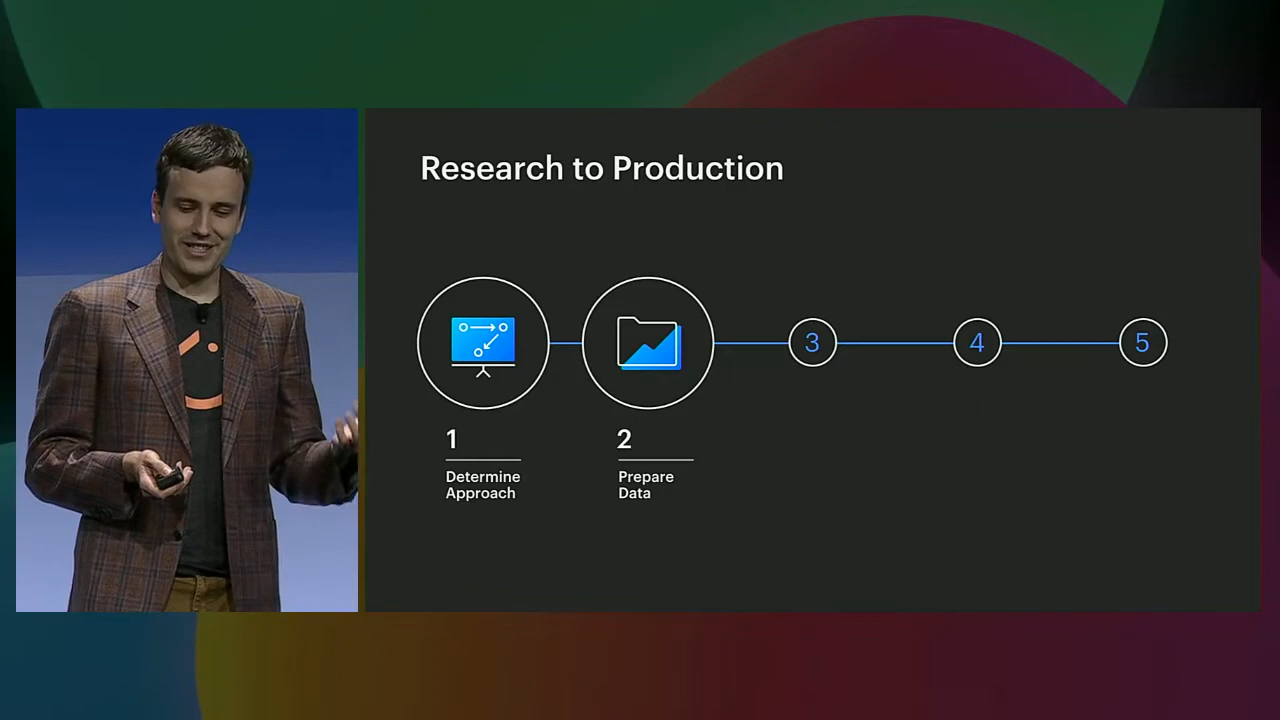 Research to Production
3
4
5
1
2
Determine
Approach
Prepare
Data